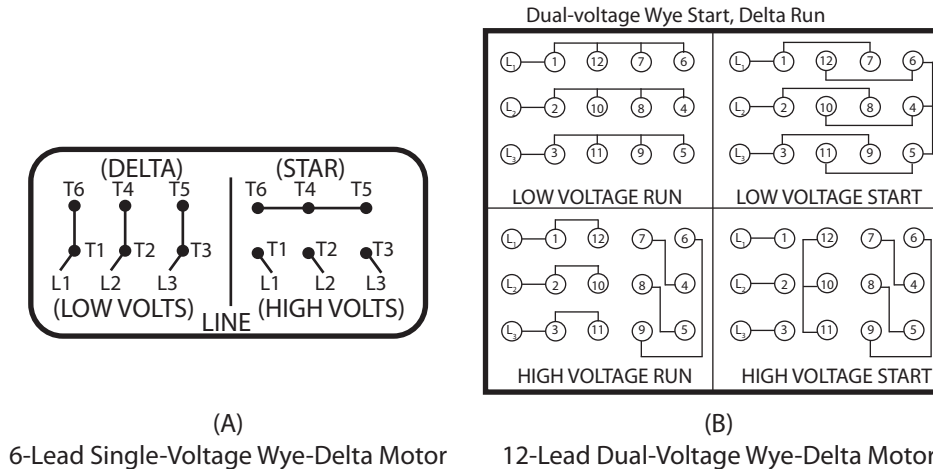 Dual-voltage Wye Start, Delta Run
(DELTA) (STAR)
T6 T4 T5 T6 T4 T5
T1 T2 T3 T1 T2 T3
L1 L2 L3 L1 L2 L3
(LOW VOLTS) LINE (HIGH VOLTS)
L1 1 12 7 6
L2 2 10 8 4
L3 3 11 9 5
LOW VOLTAGE RUN
L1 1 12 7 6
L2 2 10 8 4
L3 3 11 9 5
LOW VOLTAGE START
L1 1 12 7 6
L2 2 10 8 4
L3 3 11 9 5
HIGH VOLTAGE RUN
L1 1 12 7 6
L2 2 10 8 4
L3 3 11 9 5
HIGH VOLTAGE START
(A)
6-Lead Single-Voltage Wye-Delta Motor
(B)
12-Lead Dual-Voltage Wye-Delta Motor